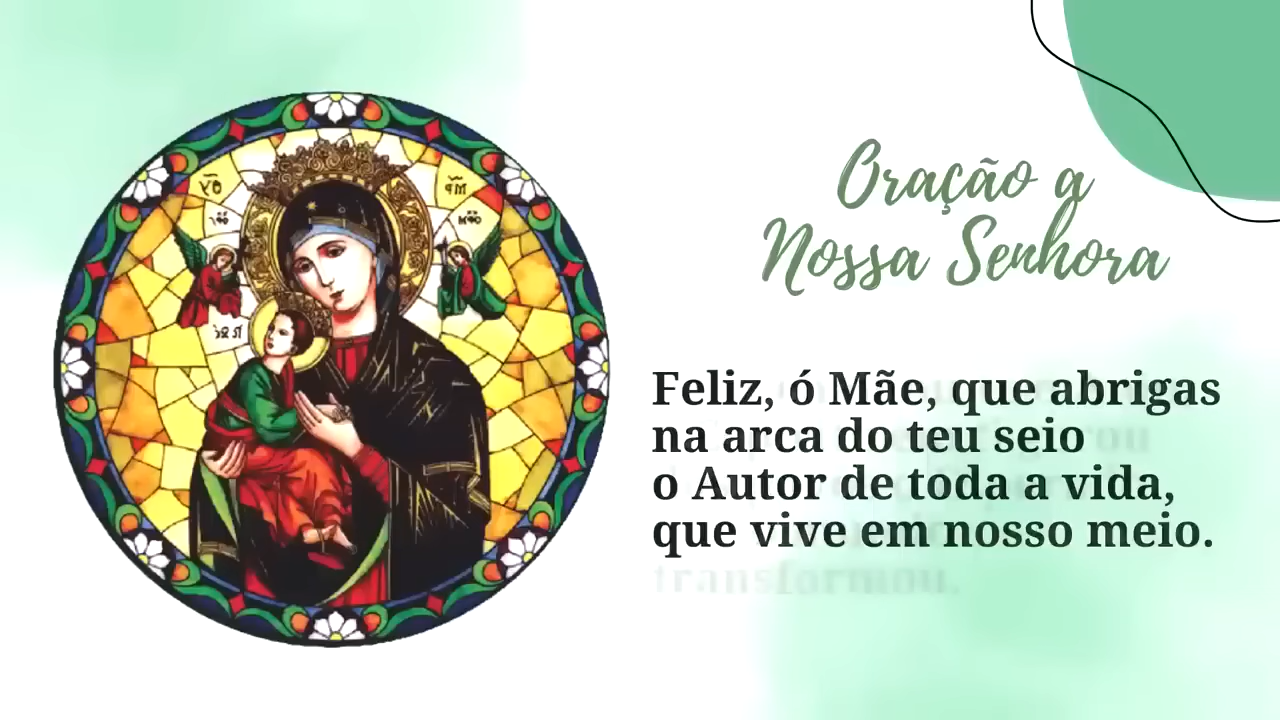 Oração a
Nossa Senhora
Feliz, ó Mãe, que abrigas
na arca do teu seio
o Autor de toda a vida,
que vive em nosso meio.
transformou.